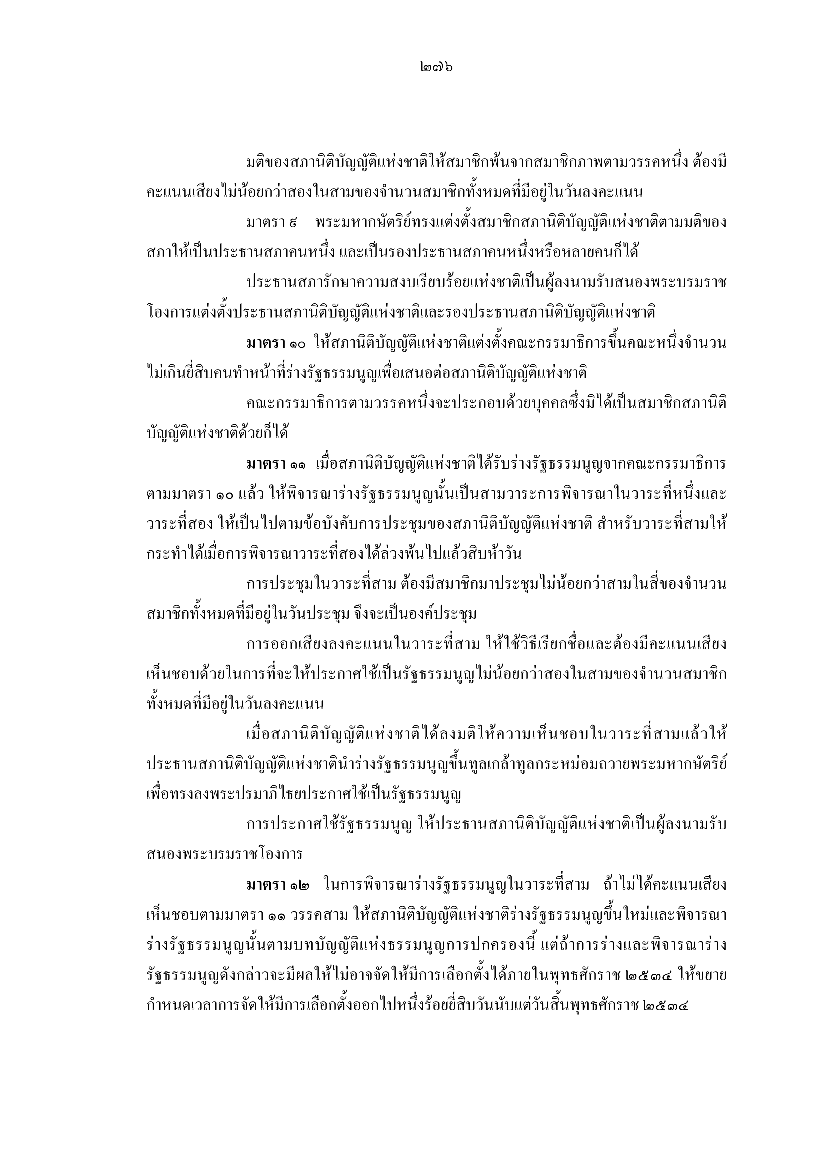 ๒๗๖
มติของสภานิติบัญญัติแห่งชาติให้สมาชิกพ้นจากสมาชิกภาพตามวรรคหนึ่ง ต้องมี
คะแนนเสียงไม่น้อยกว่าสองในสามของจำนวนสมาชิกทั้งหมดที่มีอยู่ในวันลงคะแนน
มาตรา ๙ พระมหากษัตริย์ทรงแต่งตั้งสมาชิกสภานิติบัญญัติแห่งชาติตามมติของ
สภาให้เป็นประธานสภาคนหนึ่ง และเป็นรองประธานสภาคนหนึ่งหรือหลายคนก็ได้
ประธานสภารักษาความสงบเรียบร้อยแห่งชาติเป็นผู้ลงนามรับสนองพระบรมราช
โองการแต่งตั้งประธานสภานิติบัญญัติแห่งชาติและรองประธานสภานิติบัญญัติแห่งชาติ
มาตรา ๑๐ ให้สภานิติบัญญัติแห่งชาติแต่งตั้งคณะกรรมาธิการขึ้นคณะหนึ่งจำนวน
ไม่เกินยี่สิบคนทำหน้าที่ร่างรัฐธรรมนูญเพื่อเสนอต่อสภานิติบัญญัติแห่งชาติ
คณะกรรมาธิการตามวรรคหนึ่งจะประกอบด้วยบุคคลซึ่งมิได้เป็นสมาชิกสภานิติ
บัญญัติแห่งชาติด้วยก็ได้
มาตรา ๑๑ เมื่อสภานิติบัญญัติแห่งชาติได้รับร่างรัฐธรรมนูญจากคณะกรรมาธิการ
ตามมาตรา ๑๐ แล้ว ให้พิจารณาร่างรัฐธรรมนูญนั้นเป็นสามวาระการพิจารณาในวาระที่หนึ่งและ
วาระที่สอง ให้เป็นไปตามข้อบังคับการประชุมของสภานิติบัญญัติแห่งชาติ สำหรับวาระที่สามให้
กระทำได้เมื่อการพิจารณาวาระที่สองได้ล่วงพ้นไปแล้วสิบห้าวัน
การประชุมในวาระที่สาม ต้องมีสมาชิกมาประชุมไม่น้อยกว่าสามในสี่ของจำนวน
สมาชิกทั้งหมดที่มีอยู่ในวันประชุม จึงจะเป็นองค์ประชุม
การออกเสียงลงคะแนนในวาระที่สาม ให้ใช้วิธีเรียกชื่อและต้องมีคะแนนเสียง
เห็นชอบด้วยในการที่จะให้ประกาศใช้เป็นรัฐธรรมนูญไม่น้อยกว่าสองในสามของจำนวนสมาชิก
ทั้งหมดที่มีอยู่ในวันลงคะแนน
เมื่อสภานิติบัญญัติแห่งชาติได้ลงมติให้ความเห็นชอบในวาระที่สามแล้วให้
ประธานสภานิติบัญญัติแห่งชาตินำร่างรัฐธรรมนูญขึ้นทูลเกล้าทูลกระหม่อมถวายพระมหากษัตริย์
เพื่อทรงลงพระปรมาภิไธยประกาศใช้เป็นรัฐธรรมนูญ
การประกาศใช้รัฐธรรมนูญ ให้ประธานสภานิติบัญญัติแห่งชาติเป็นผู้ลงนามรับ
สนองพระบรมราชโองการ
มาตรา ๑๒ ในการพิจารณาร่างรัฐธรรมนูญในวาระที่สาม ถ้าไม่ได้คะแนนเสียง
เห็นชอบตามมาตรา ๑๑ วรรคสาม ให้สภานิติบัญญัติแห่งชาติร่างรัฐธรรมนูญขึ้นใหม่และพิจารณา
ร่างรัฐธรรมนูญนั้นตามบทบัญญัติแห่งธรรมนูญการปกครองนี้ แต่ถ้าการร่างและพิจารณาร่าง
รัฐธรรมนูญดังกล่าวจะมีผลให้ไม่อาจจัดให้มีการเลือกตั้งได้ภายในพุทธศักราช ๒๕๓๔ ให้ขยาย
กำหนดเวลาการจัดให้มีการเลือกตั้งออกไปหนึ่งร้อยยี่สิบวันนับแต่วันสิ้นพุทธศักราช ๒๕๓๔